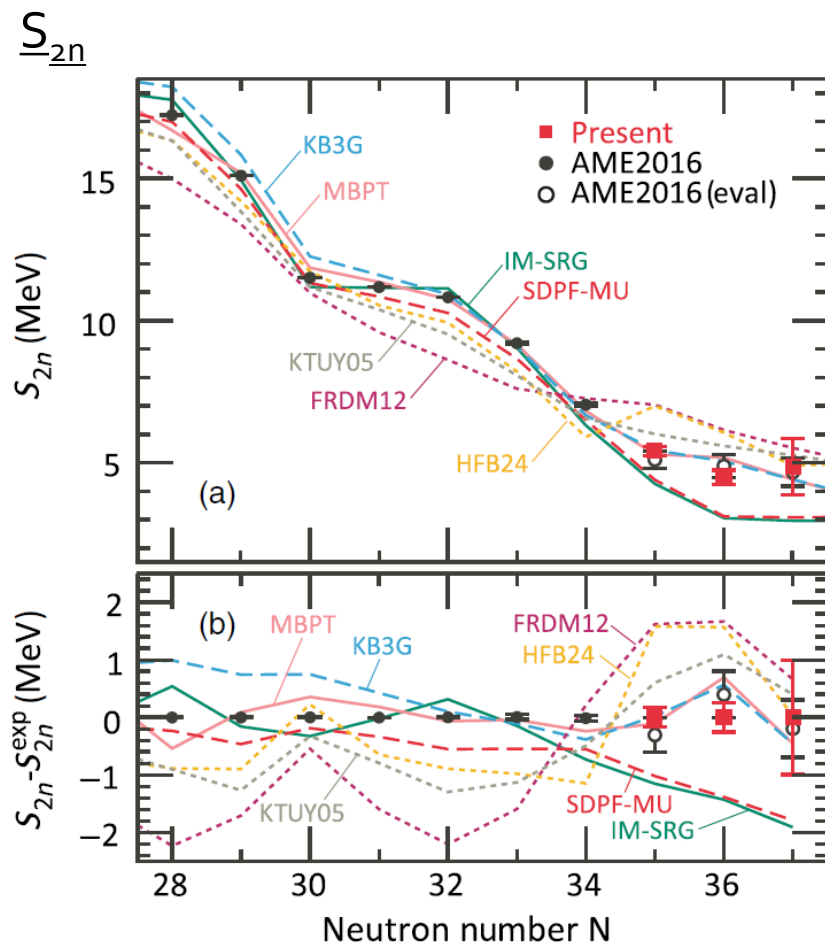 S2n
KB3G
MBPT
Present
AME2016
AME2016 (eval)
IM-SRG
SDPF-MU
KTUY05
FRDM12
HFB24
(a)
15
10
5
S2n (MeV)
(b)
MBPT
KB3G
FRDM12
HFB24
KTUY05
SDPF-MU
IM-SRG
2
1
0
−1
−2
S2n-S2n^exp (MeV)
28 30 32 34 36
Neutron number N